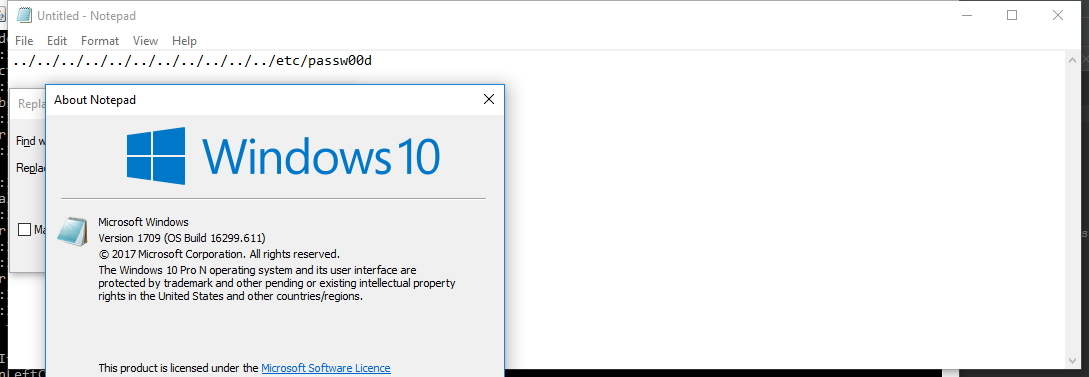 Untitled - Notepad
File Edit Format View Help
../../../../../../../../../../../etc/passw00d
About Notepad
Windows 10
Microsoft Windows
Version 1709 (OS Build 16299.611)
© 2017 Microsoft Corporation. All rights reserved.
The Windows 10 Pro N operating system and its user interface are
protected by trademark and other pending or existing intellectual property
rights in the United States and other countries/regions.
This product is licensed under the Microsoft Software Licence
Repla
Find w
Replac
Ma